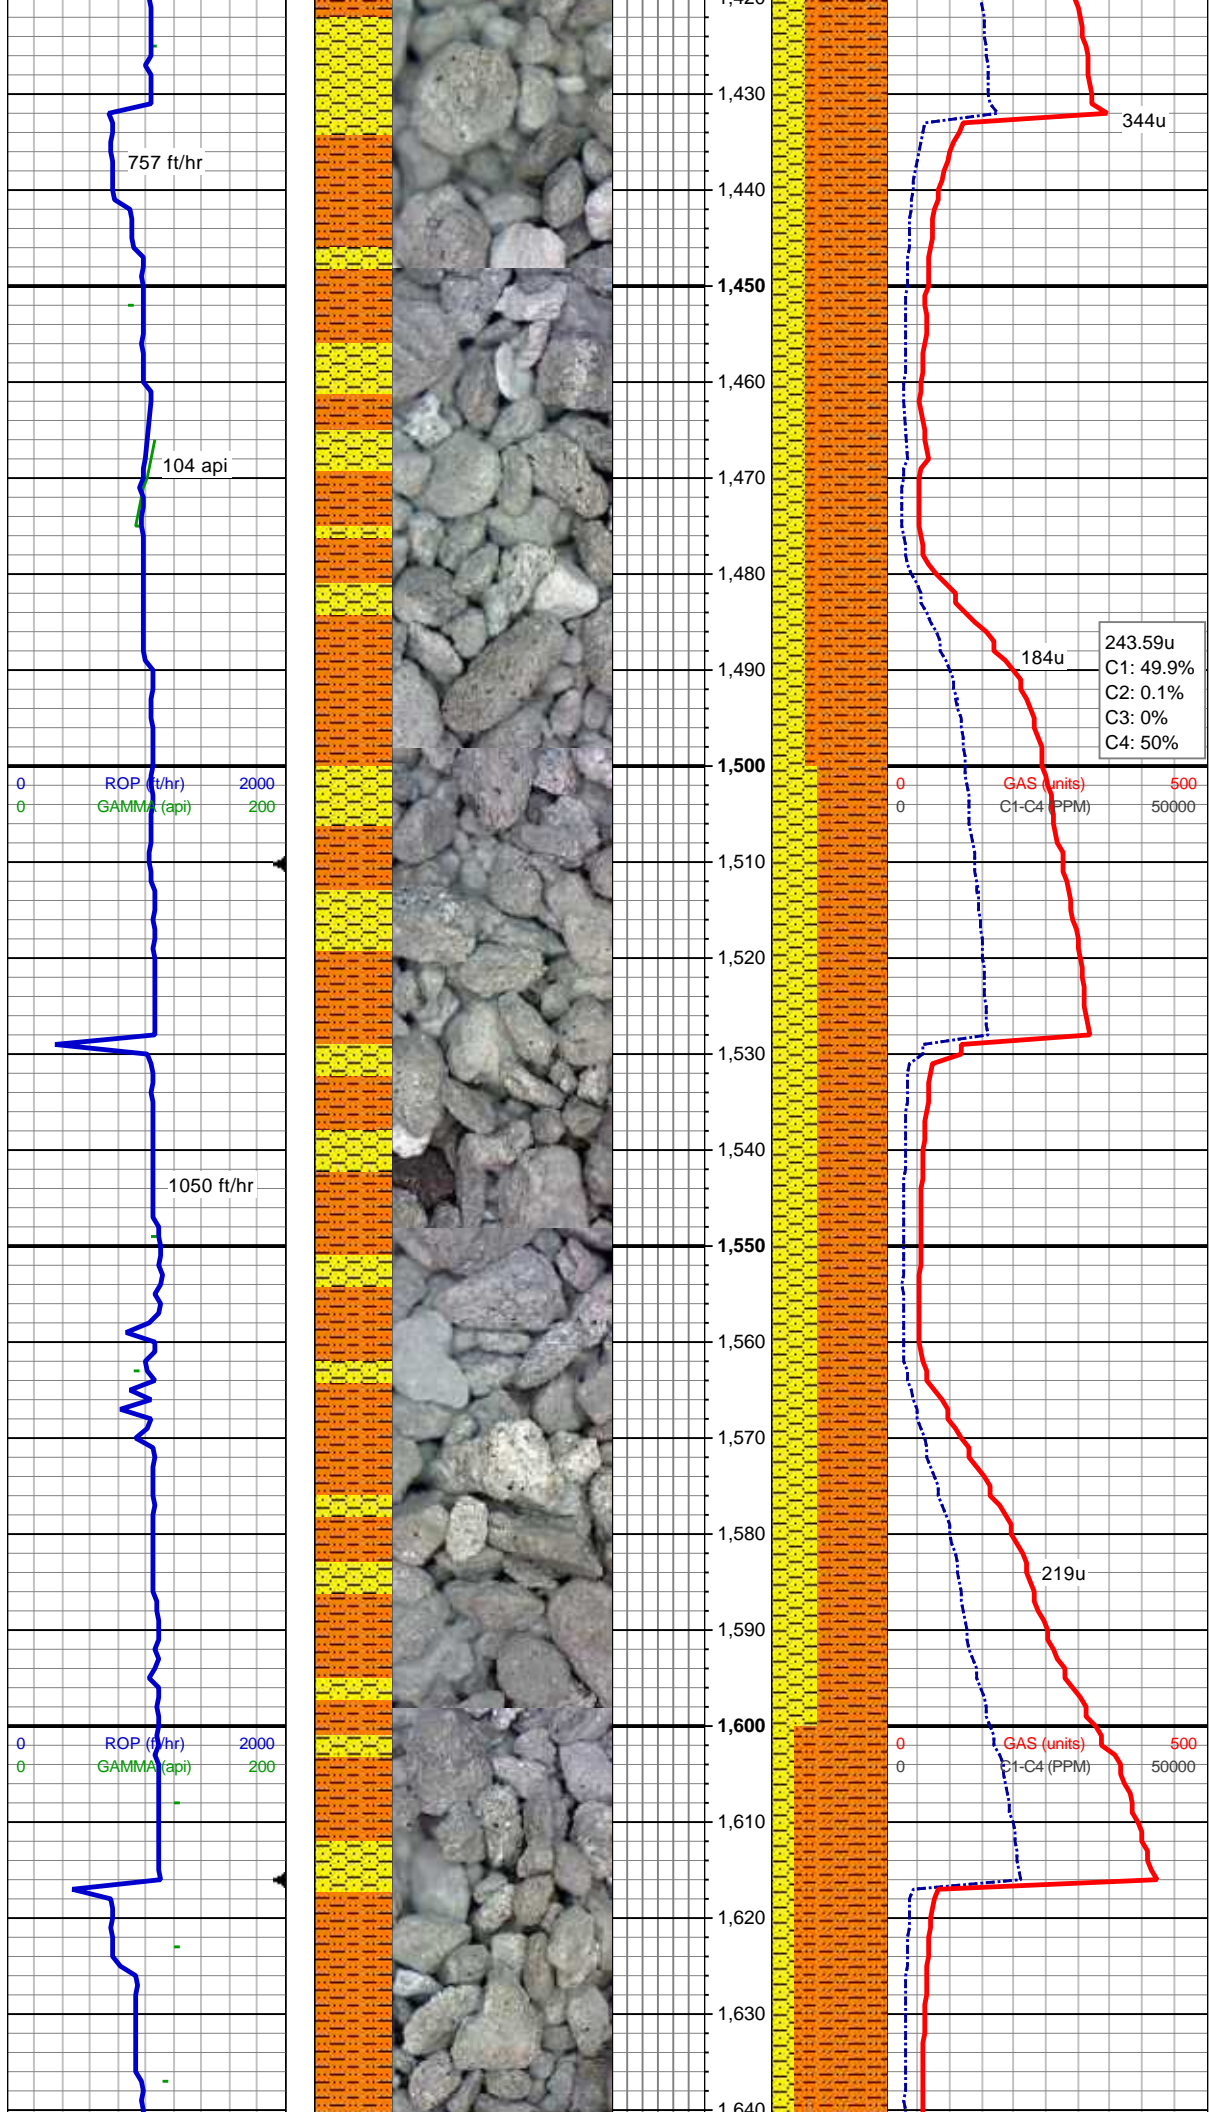 1,420
1,430
344u
757 ft/hr
1,440
1,450
1,460
104 api
1,470
1,480
243.59u
184u
C1: 49.9%
1,490
C2: 0.1%
C3: 0%
C4: 50%
1,500
0 ROP (ft/hr) 2000
0 GAS (units) 500
0 GAMMA (api) 200
0 C1-C4 (PPM) 50000
1,510
1,520
1,530
1,540
1050 ft/hr
1,550
1,560
1,570
1,580
219u
1,590
1,600
0 ROP (ft/hr) 2000
0 GAS (units) 500
0 GAMMA (api) 200
0 C1-C4 (PPM) 50000
1,610
1,620
1,630
1,640